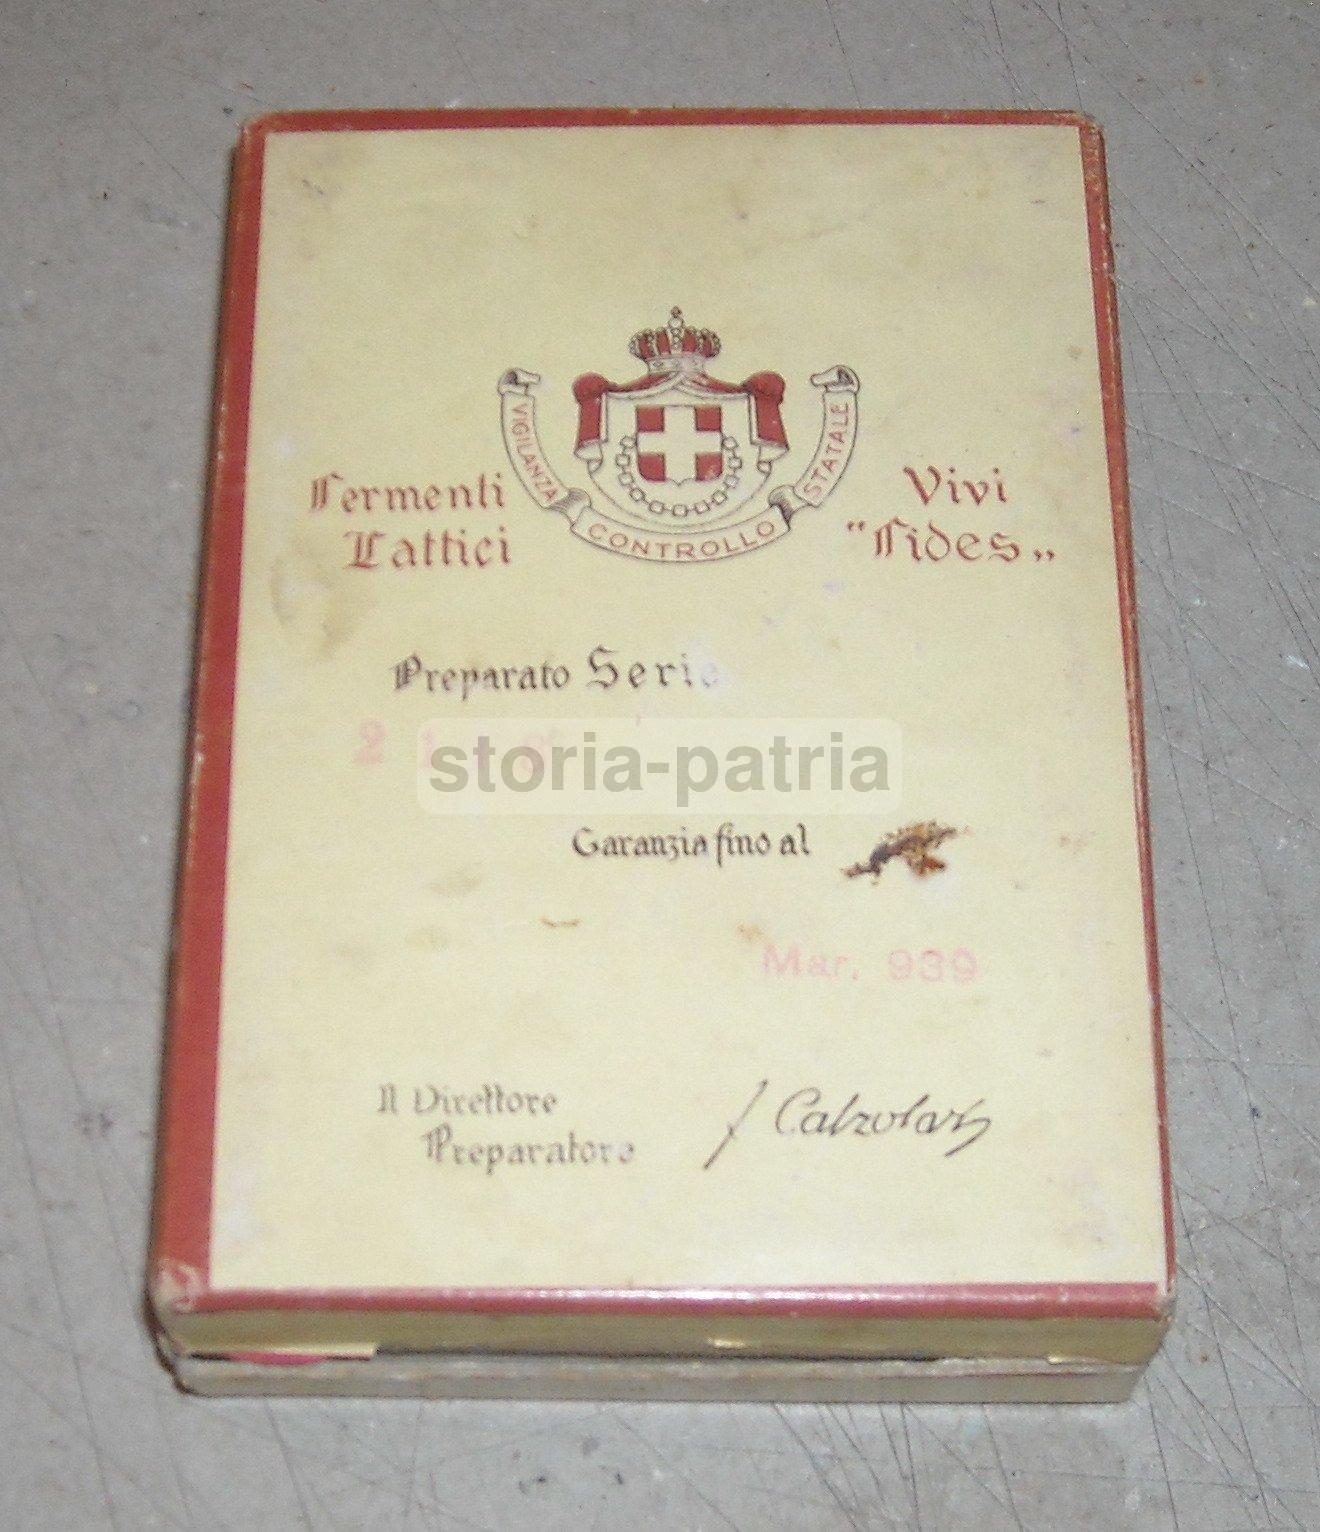 VIGILANZA CONTROLLO STATALE
Fermenti Vivi
Lattici "Fides„
Preparato Serie
storia-patria
Garanzia fino al
Mar. 939
Il Direttore
Preparatore
J Calzolari